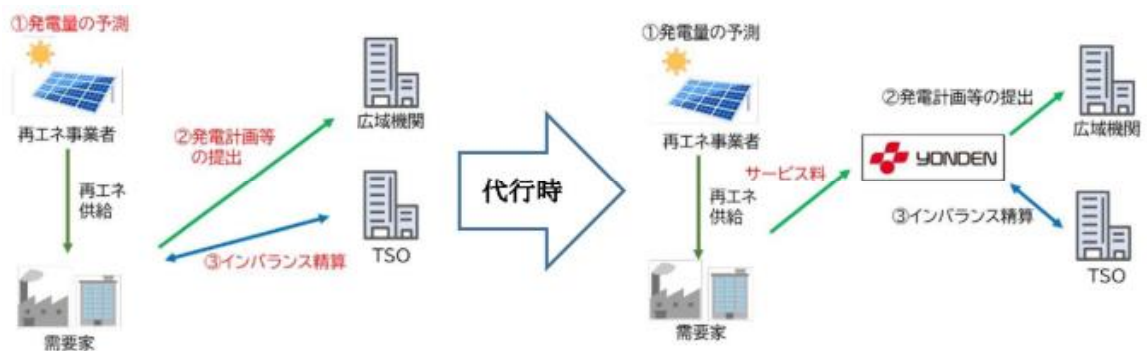 ①発電量の予測
再エネ事業者
②発電計画等
の提出
広域機関
再エネ
供給
③インバランス精算
TSO
需要家
代行時
①発電量の予測
再エネ事業者
②発電計画等の提出
広域機関
サービス料
YONDEN
再エネ
供給
③インバランス精算
TSO
需要家